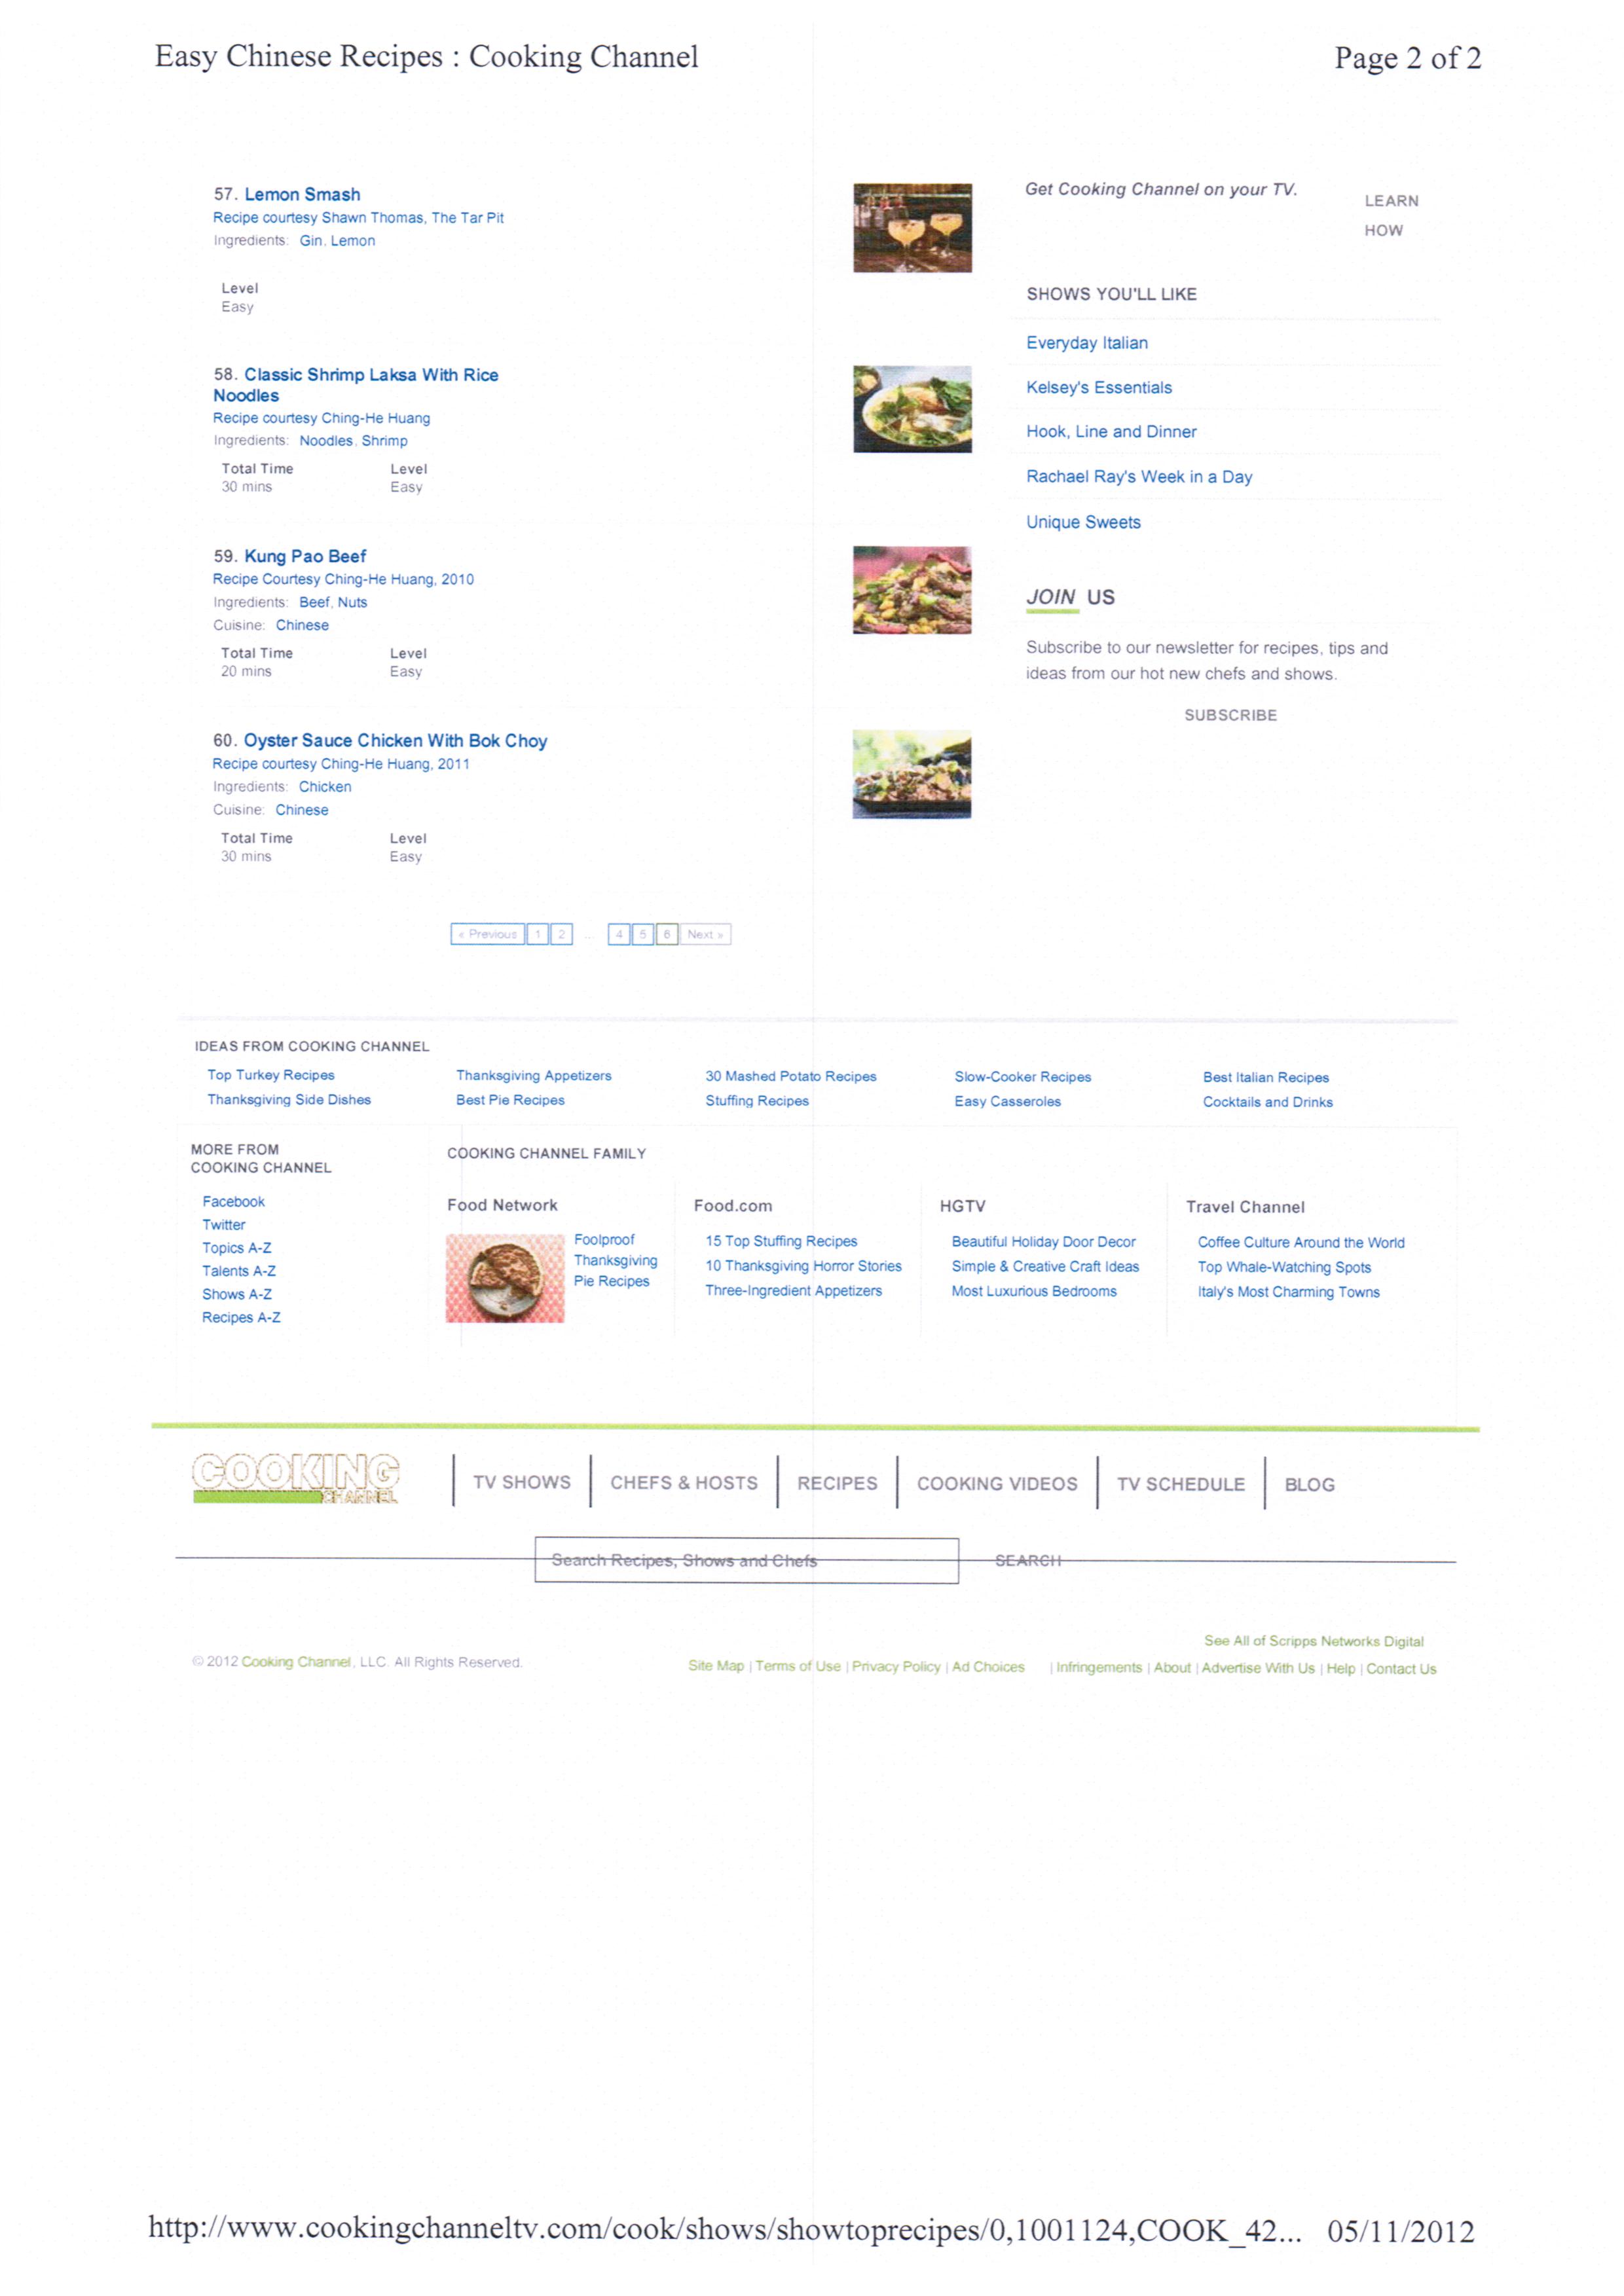 Easy Chinese Recipes : Cooking Channel
Page 2 of 2
57. Lemon Smash
Recipe courtesy Shawn Thomas, The Tar Pit
Ingredients: Gin, Lemon
Level
Easy
58. Classic Shrimp Laksa With Rice
Noodles
Recipe courtesy Ching-He Huang
Ingredients: Noodles, Shrimp
Total Time Level
30 mins Easy
59. Kung Pao Beef
Recipe Courtesy Ching-He Huang, 2010
Ingredients: Beef, Nuts
Cuisine: Chinese
Total Time Level
20 mins Easy
60. Oyster Sauce Chicken With Bok Choy
Recipe courtesy Ching-He Huang, 2011
Ingredients: Chicken
Cuisine: Chinese
Total Time Level
30 mins Easy
« Previous 1 2 ... 4 5 6 Next »
Get Cooking Channel on your TV.
LEARN
HOW
SHOWS YOU'LL LIKE
Everyday Italian
Kelsey's Essentials
Hook, Line and Dinner
Rachael Ray's Week in a Day
Unique Sweets
JOIN US
Subscribe to our newsletter for recipes, tips and
ideas from our hot new chefs and shows.
SUBSCRIBE
IDEAS FROM COOKING CHANNEL
Top Turkey Recipes Thanksgiving Appetizers 30 Mashed Potato Recipes Slow-Cooker Recipes Best Italian Recipes
Thanksgiving Side Dishes Best Pie Recipes Stuffing Recipes Easy Casseroles Cocktails and Drinks
MORE FROM
COOKING CHANNEL
Facebook
Twitter
Topics A-Z
Talents A-Z
Shows A-Z
Recipes A-Z
COOKING CHANNEL FAMILY
Food Network
Foolproof
Thanksgiving
Pie Recipes
Food.com
15 Top Stuffing Recipes
10 Thanksgiving Horror Stories
Three-Ingredient Appetizers
HGTV
Beautiful Holiday Door Decor
Simple & Creative Craft Ideas
Most Luxurious Bedrooms
Travel Channel
Coffee Culture Around the World
Top Whale-Watching Spots
Italy's Most Charming Towns
COOKING
CHANNEL
TV SHOWS CHEFS & HOSTS RECIPES COOKING VIDEOS TV SCHEDULE BLOG
Search Recipes, Shows and Chefs SEARCH
See All of Scripps Networks Digital
© 2012 Cooking Channel, LLC. All Rights Reserved.
Site Map | Terms of Use | Privacy Policy | Ad Choices | Infringements | About | Advertise With Us | Help | Contact Us
http://www.cookingchanneltv.com/cook/shows/showtoprecipes/0,1001124,COOK_42... 05/11/2012